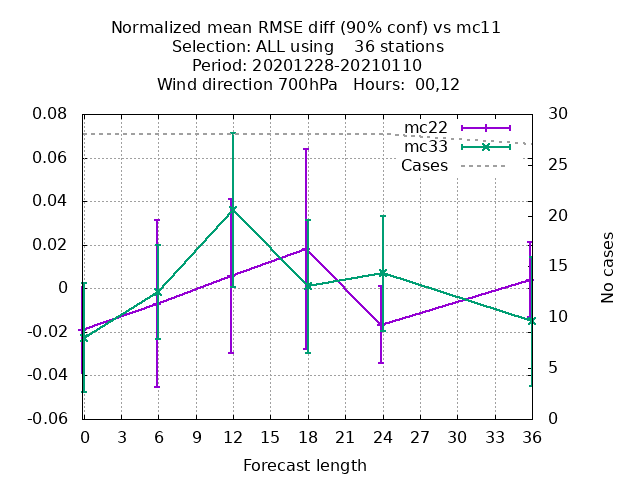 Normalized mean RMSE diff (90% conf) vs mc11
Selection: ALL using    36 stations
Period: 20201228-20210110
Wind direction 700hPa   Hours:  00,12
mc22
mc33
Cases
0.08
0.06
0.04
0.02
0
-0.02
-0.04
-0.06
30
25
20
15
10
5
0
No cases
0 3 6 9 12 15 18 21 24 27 30 33 36
Forecast length